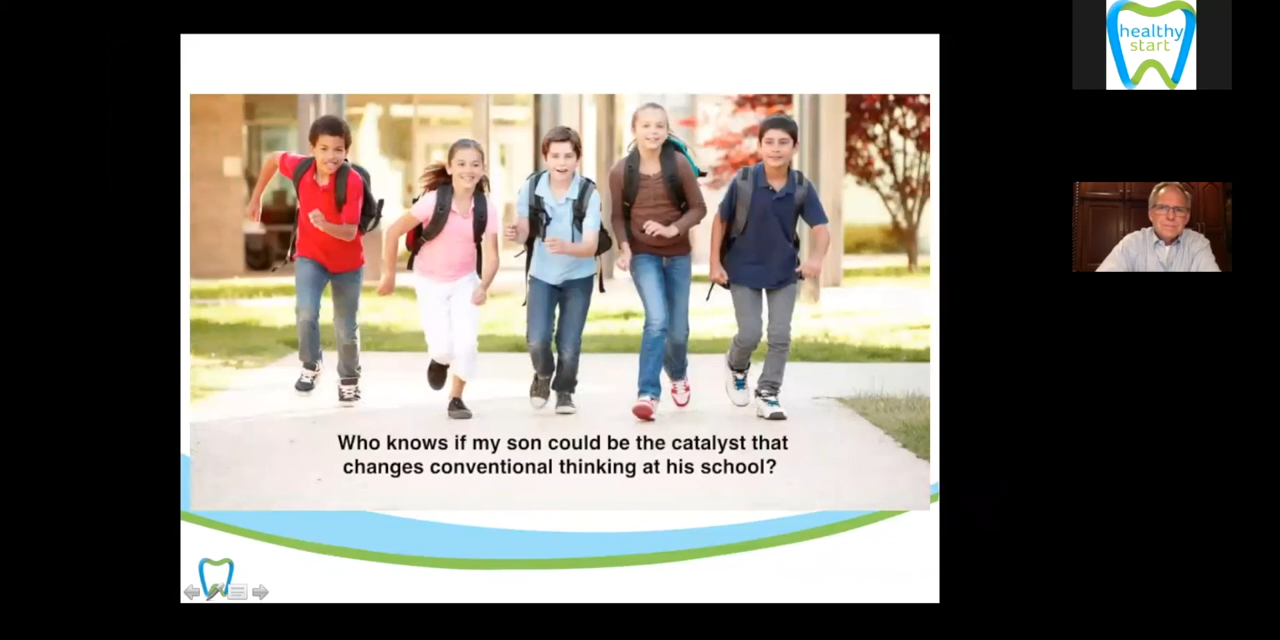 healthy
start
Who knows if my son could be the catalyst that
changes conventional thinking at his school?